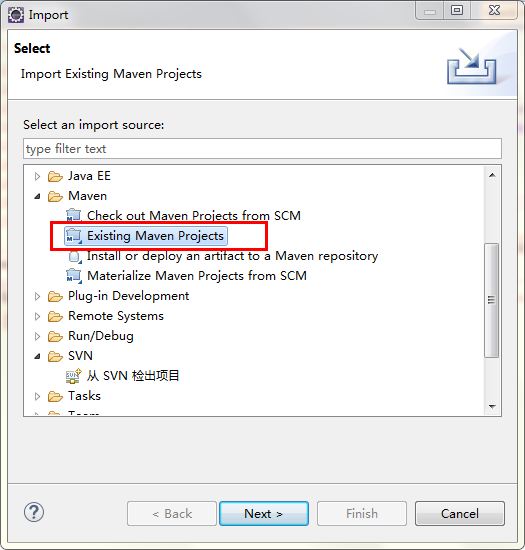 Import
Select
Import Existing Maven Projects
Select an import source:
type filter text
Java EE
Maven
Check out Maven Projects from SCM
Existing Maven Projects
Install or deploy an artifact to a Maven repository
Materialize Maven Projects from SCM
Plug-in Development
Remote Systems
Run/Debug
SVN
从 SVN 检出项目
Tasks
Team
< Back
Next >
Finish
Cancel